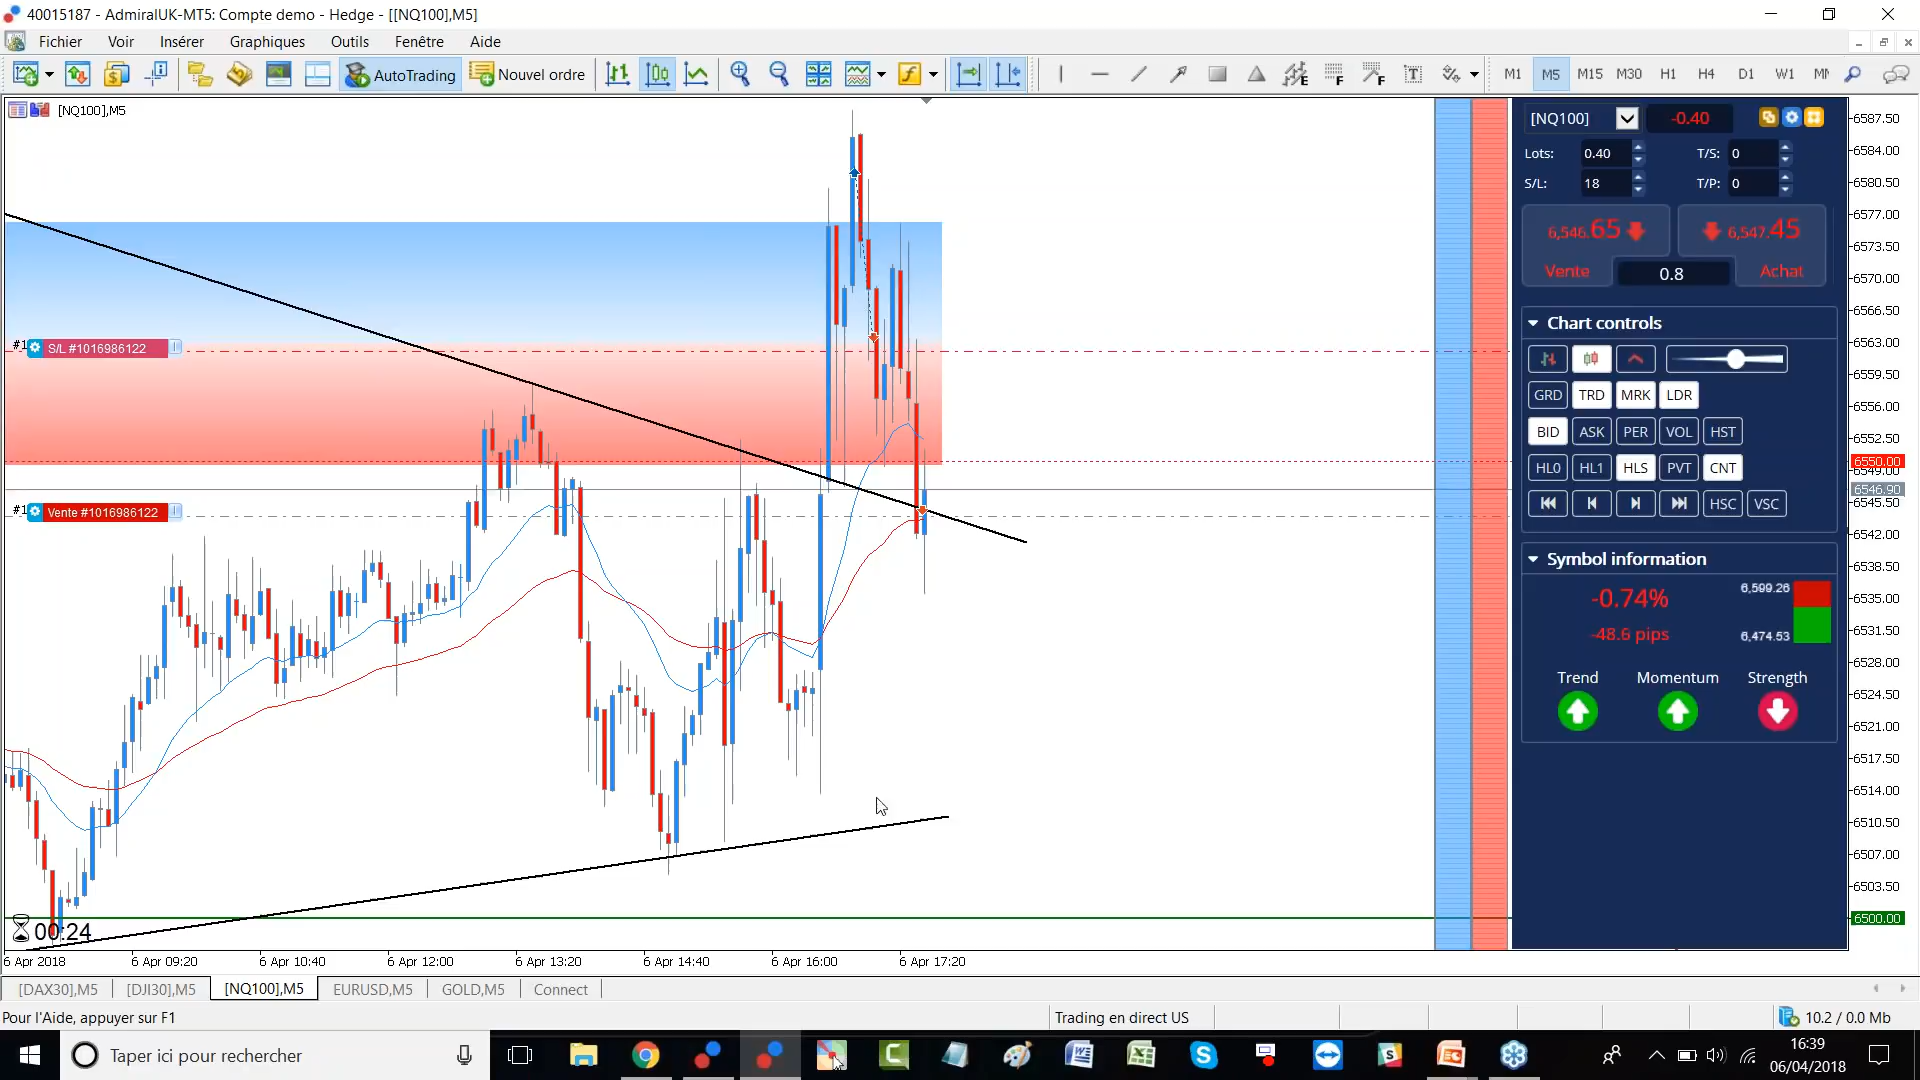 40015187 - AdmiralUK-MT5: Compte demo - Hedge - [[NQ100],M5]
Fichier Voir Insérer Graphiques Outils Fenêtre Aide
AutoTrading Nouvel ordre E F F T M1 M5 M15 M30 H1 H4 D1 W1
[NQ100],M5
S/L #1016986122
Vente #1016986122
00:24
6587.50
6584.00
6580.50
6577.00
6573.50
6570.00
6566.50
6563.00
6559.50
6556.00
6552.50
6550.00
6549.00
6546.90
6545.50
6542.00
6538.50
6535.00
6531.50
6528.00
6524.50
6521.00
6517.50
6514.00
6510.50
6507.00
6503.50
6500.00
6 Apr 2018 6 Apr 09:20 6 Apr 10:40 6 Apr 12:00 6 Apr 13:20 6 Apr 14:40 6 Apr 16:00 6 Apr 17:20
[NQ100] -0.40
Lots: 0.40 T/S: 0
S/L: 18 T/P: 0
6,546.65 6,547.45
Vente 0.8 Achat
Chart controls
GRD TRD MRK LDR
BID ASK PER VOL HST
HL0 HL1 HLS PVT CNT
HSC VSC
Symbol information
-0.74% 6,599.26
-48.6 pips 6,474.53
Trend Momentum Strength
[DAX30],M5 [DJI30],M5 [NQ100],M5 EURUSD,M5 GOLD,M5 Connect
Pour l'Aide, appuyer sur F1 Trading en direct US 10.2 / 0.0 Mb
Taper ici pour rechercher
16:39
06/04/2018